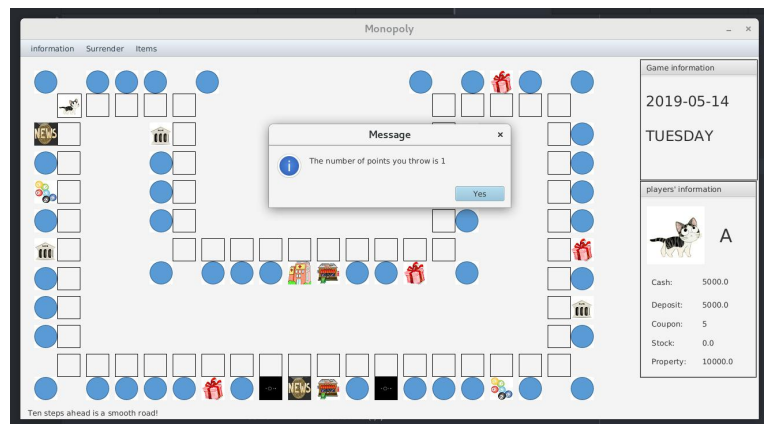 Monopoly
information Surrender Items
Game information
2019-05-14
TUESDAY
NEWS
Message
The number of points you throw is 1
Yes
players' information
A
Cash: 5000.0
Deposit: 5000.0
Coupon: 5
Stock: 0.0
Property: 10000.0
NEWS
Ten steps ahead is a smooth road!